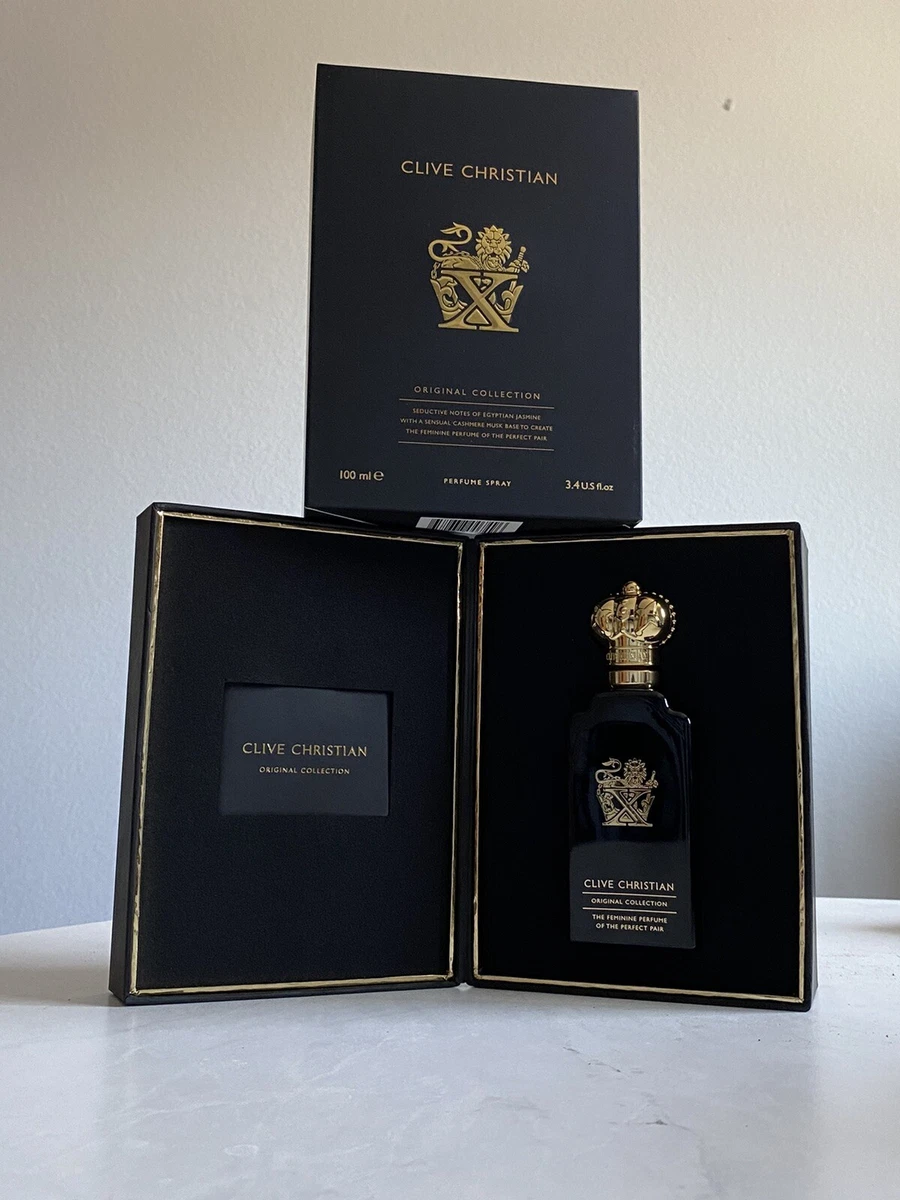 CLIVE CHRISTIAN
X
ORIGINAL COLLECTION
SEDUCTIVE NOTES OF EGYPTIAN JASMINE
WITH A SENSUAL CASHMERE MUSK BASE TO CREATE
THE FEMININE PERFUME OF THE PERFECT PAIR
100 ml ℮
PERFUME SPRAY
3.4 U.S fl.oz
CLIVE CHRISTIAN
ORIGINAL COLLECTION
X
CLIVE CHRISTIAN
ORIGINAL COLLECTION
THE FEMININE PERFUME
OF THE PERFECT PAIR